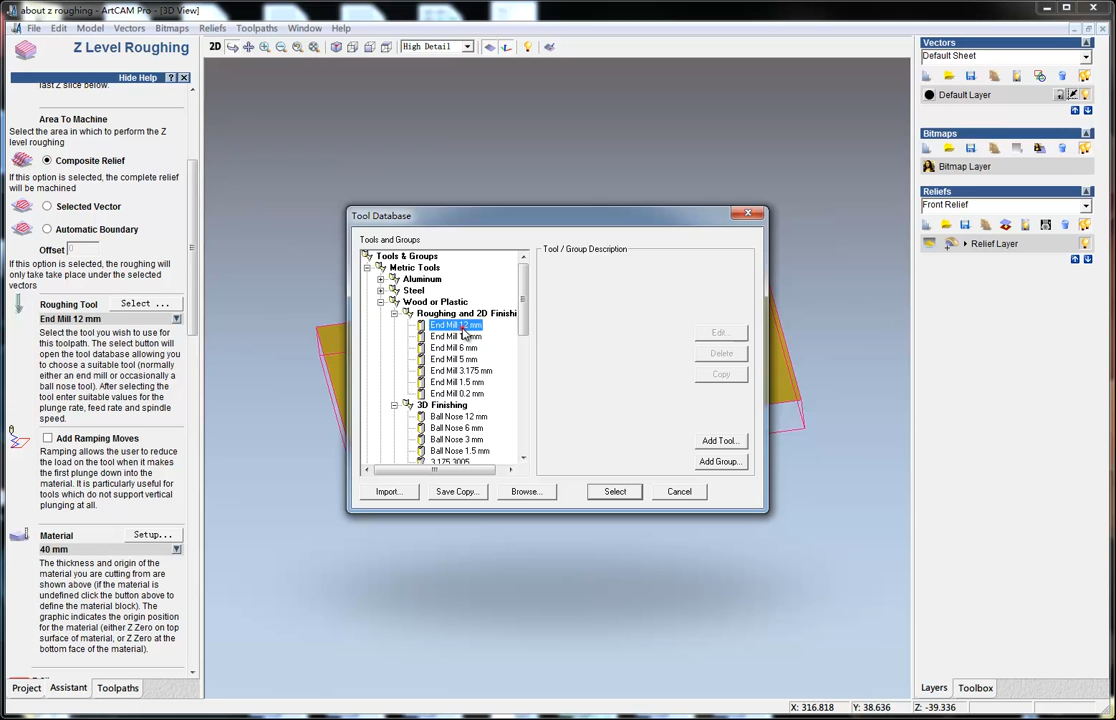 about z roughing - ArtCAM Pro - [3D View]
File Edit Model Vectors Bitmaps Reliefs Toolpaths Window Help
Z Level Roughing
Hide Help
last Z slice below.
Area To Machine
Select the area in which to perform the Z
level roughing
Composite Relief
If this option is selected, the complete relief
will be machined
Selected Vector
Automatic Boundary
Offset 0
If this option is selected, the roughing will
only take take place under the selected
vectors
Roughing Tool Select ...
End Mill 12 mm
Select the tool you wish to use for
this toolpath. The select button will
open the tool database allowing you
to choose a suitable tool (normally
either an end mill or occasionally a
ball nose tool). After selecting the
tool enter suitable values for the
plunge rate, feed rate and spindle
speed.
Add Ramping Moves
Ramping allows the user to reduce
the load on the tool when it makes
the first plunge down into the
material. It is particularly useful for
tools which do not support vertical
plunging at all.
Material Setup...
40 mm
The thickness and origin of the
material you are cutting from are
shown above (if the material is
undefined click the button above to
define the material block). The
graphic indicates the origin position
for the material (either Z Zero on top
surface of material, or Z Zero at the
bottom face of the material).
Project Assistant Toolpaths
2D High Detail
Tool Database
Tools and Groups
Tools & Groups
Metric Tools
Aluminum
Steel
Wood or Plastic
Roughing and 2D Finishi
End Mill 12 mm
End Mill mm
End Mill 6 mm
End Mill 5 mm
End Mill 3.175 mm
End Mill 1.5 mm
End Mill 0.2 mm
3D Finishing
Ball Nose 12 mm
Ball Nose 6 mm
Ball Nose 3 mm
Ball Nose 1.5 mm
3.175 3005
Tool / Group Description
Edit...
Delete
Copy
Add Tool...
Add Group...
Import... Save Copy... Browse... Select Cancel
Vectors
Default Sheet
Default Layer
Bitmaps
Bitmap Layer
Reliefs
Front Relief
Relief Layer
Layers Toolbox
X: 316.818 Y: 38.636 Z: -39.336